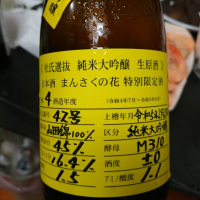 醸
杜氏選抜 純米大吟醸 生原酒
日本酒 まんさくの花 特別限定酒
4酒造年度
(令和4年7月〜令和5年6月)
42号
山田錦100%
45%
16.4%
1.5
上槽年月
区分 純米大吟醸
酵母 M310
酒度 ±0
アミノ酸度 1.1